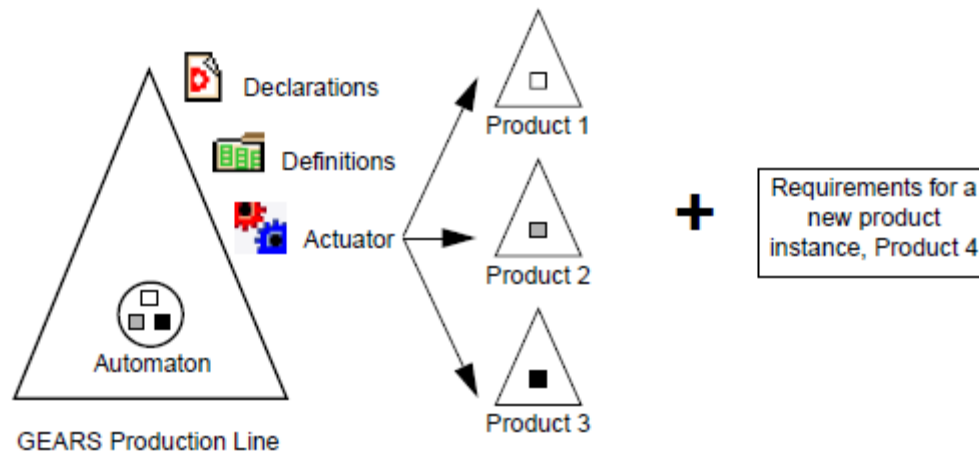 Declarations
Definitions
Actuator
Automaton
GEARS Production Line
Product 1
Product 2
Product 3
+
Requirements for a
new product
instance, Product 4